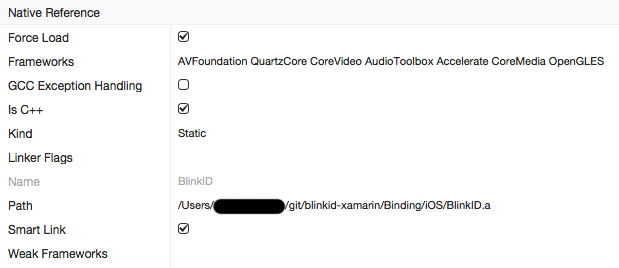 Native Reference
Force Load
Frameworks AVFoundation QuartzCore CoreVideo AudioToolbox Accelerate CoreMedia OpenGLES
GCC Exception Handling
Is C++
Kind Static
Linker Flags
Name BlinkID
Path /Users/ /git/blinkid-xamarin/Binding/iOS/BlinkID.a
Smart Link
Weak Frameworks